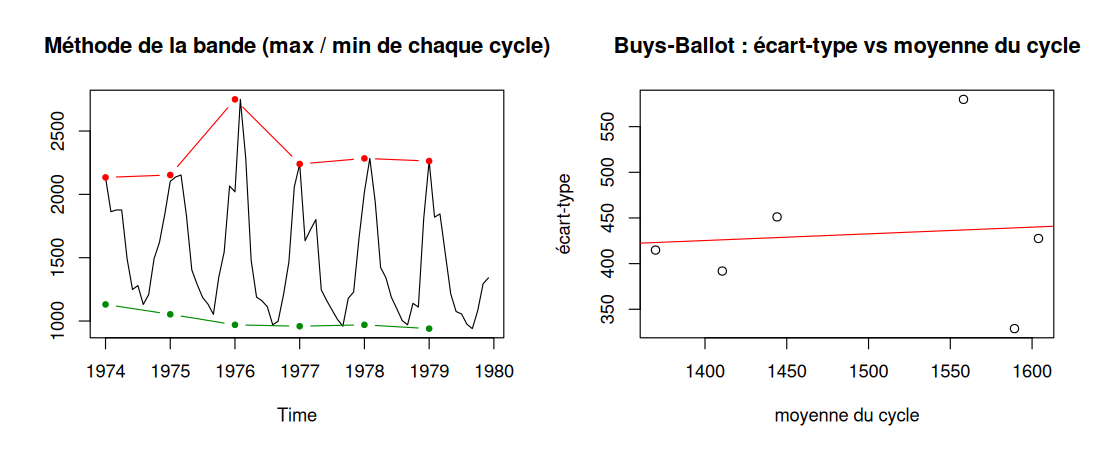 Méthode de la bande (max / min de chaque cycle)
2500
2000
1500
1000
1974 1975 1976 1977 1978 1979 1980
Time
Buys-Ballot : écart-type vs moyenne du cycle
écart-type
550
500
450
400
350
1400 1450 1500 1550 1600
moyenne du cycle